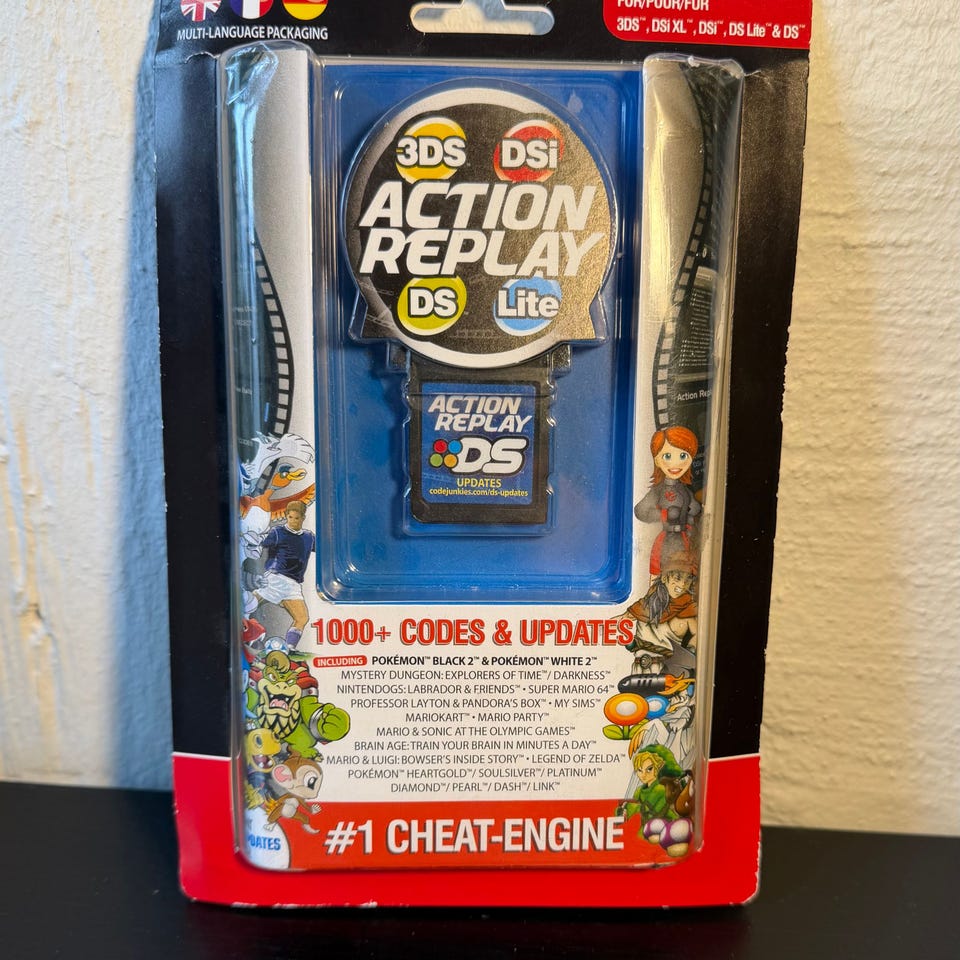 MULTI-LANGUAGE PACKAGING
FOR/POUR/FÜR
3DS™, DSi XL™, DSi™, DS Lite™ & DS™
3DS DSi
ACTION
REPLAY
DS Lite
ACTION
REPLAY
DS
UPDATES
codejunkies.com/ds-updates
Action Rep
1000+ CODES & UPDATES
INCLUDING POKÉMON™ BLACK 2™ & POKÉMON™ WHITE 2™
MYSTERY DUNGEON: EXPLORERS OF TIME™/ DARKNESS™
NINTENDOGS: LABRADOR & FRIENDS™ • SUPER MARIO 64™
PROFESSOR LAYTON & PANDORA'S BOX™ • MY SIMS™
MARIOKART™ • MARIO PARTY™
MARIO & SONIC AT THE OLYMPIC GAMES™
BRAIN AGE: TRAIN YOUR BRAIN IN MINUTES A DAY™
MARIO & LUIGI: BOWSER'S INSIDE STORY™ • LEGEND OF ZELDA™
POKÉMON™ HEARTGOLD™/ SOULSILVER™/ PLATINUM™
DIAMOND™/ PEARL™/ DASH™/ LINK™
#1 CHEAT-ENGINE